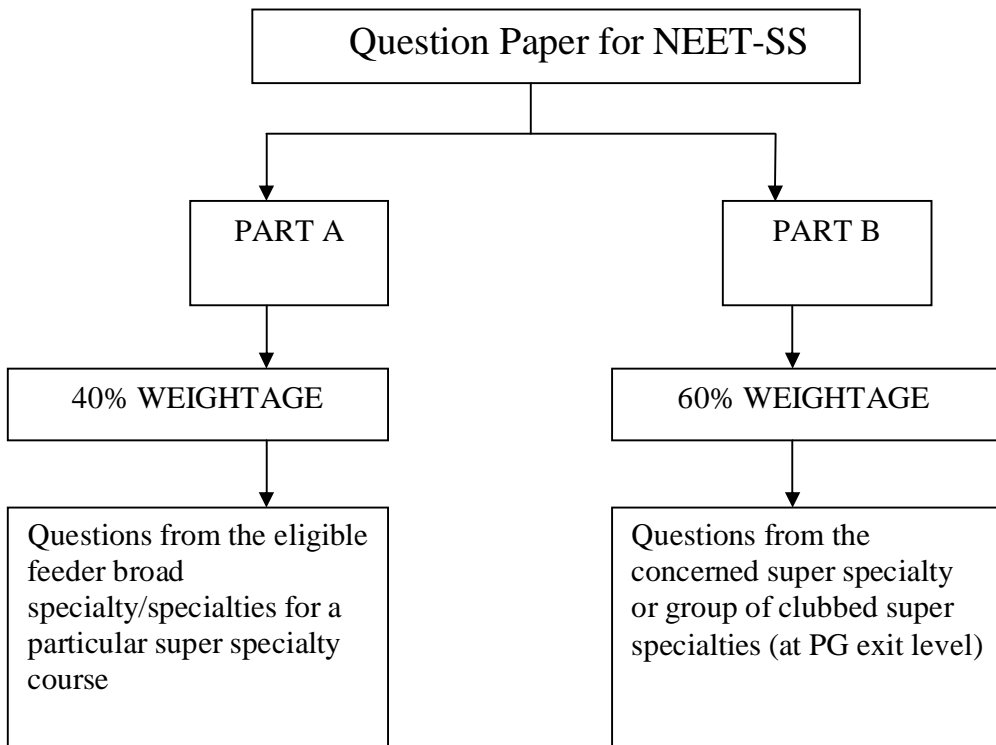 Question Paper for NEET-SS
PART A
PART B
40% WEIGHTAGE
60% WEIGHTAGE
Questions from the eligible
feeder broad
specialty/specialties for a
particular super specialty
course
Questions from the
concerned super specialty
or group of clubbed super
specialties (at PG exit level)